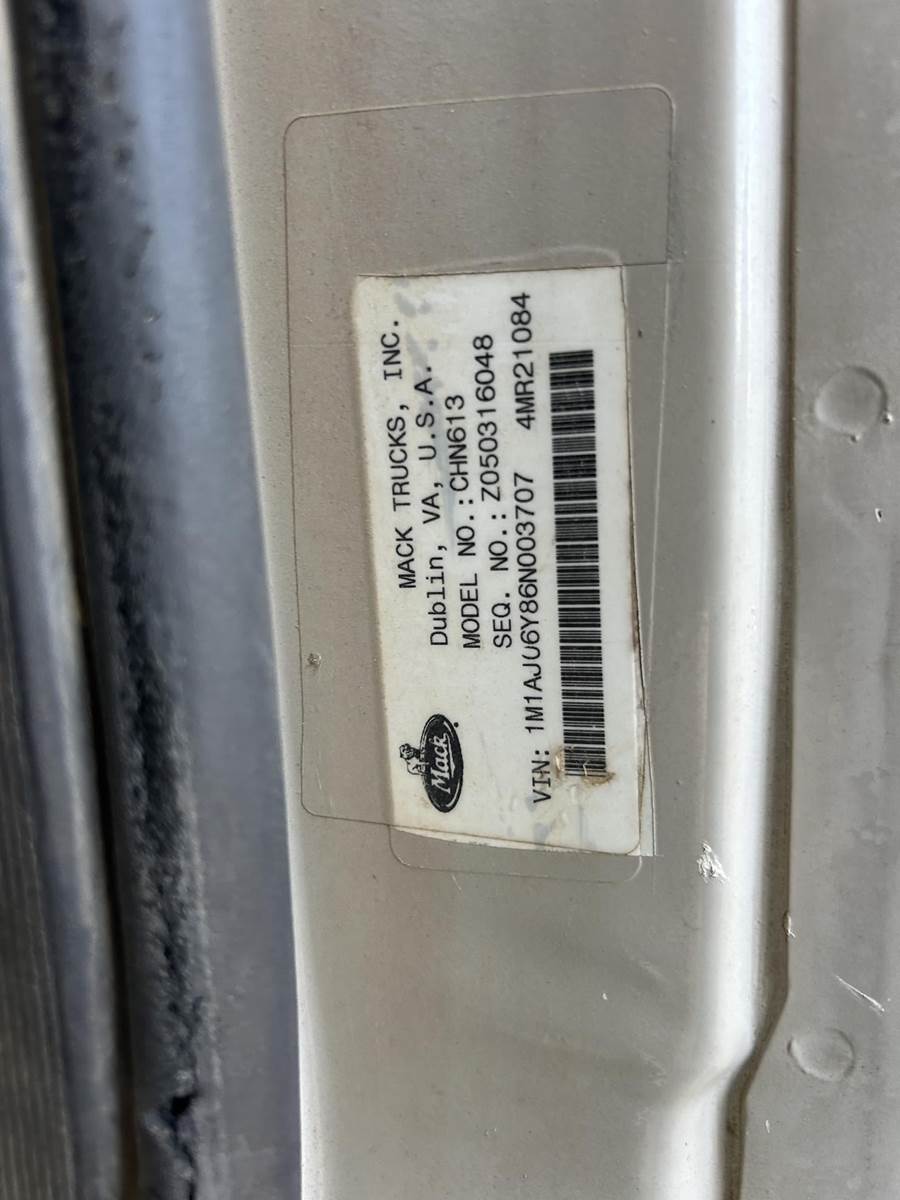 MACK TRUCKS, INC.
Dublin, VA, U.S.A.
MODEL NO.:CHN613
SEQ. NO.:Z050316048
VIN: 1M1AJU6Y86N003707 4MR21084
Mack